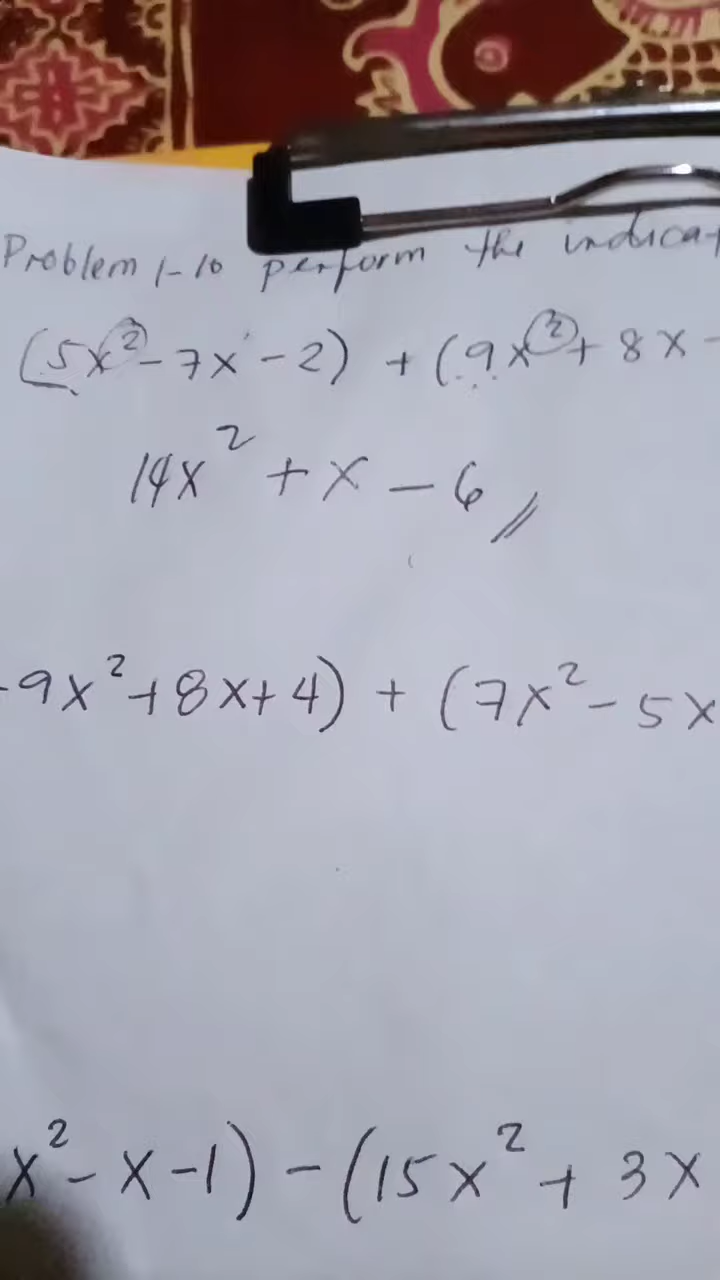 Problem 1-10 perform the indicat
(5x² - 7x - 2) + (9x² + 8x -
14x² + x - 6
-9x² + 8x + 4) + (7x² - 5x
x² - x - 1) - (15x² + 3x